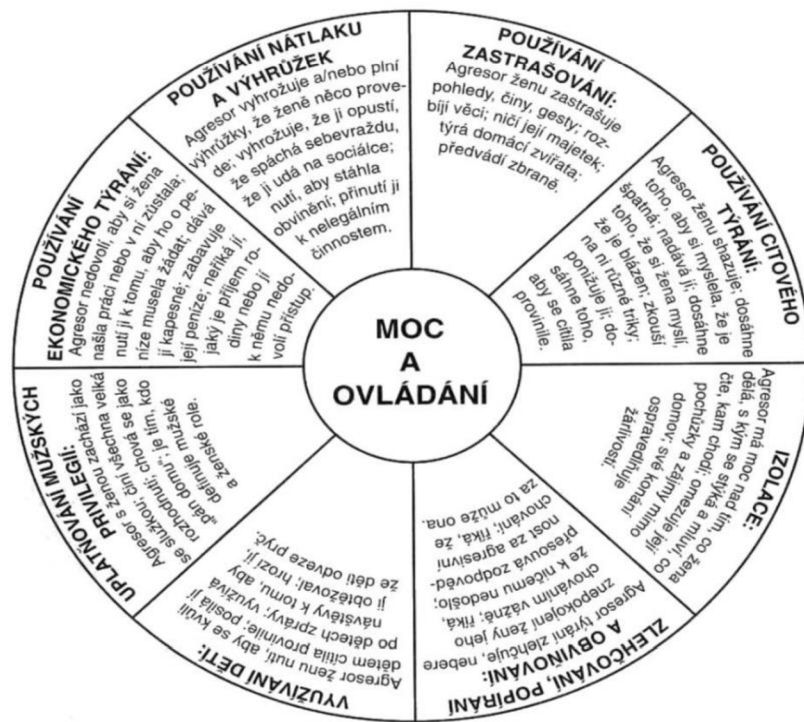 POUŽÍVÁNÍ NÁTLAKU
A VÝHRŮŽEK
Agresor vyhrožuje a/nebo plní
výhrůžky, že ženě něco prove-
de; vyhrožuje, že ji opustí,
že spáchá sebevraždu,
že ji udá na sociálce;
nutí, aby stáhla
obvinění; přinutí ji
k nelegálním
činnostem.
POUŽÍVÁNÍ
ZASTRAŠOVÁNÍ:
Agresor ženu zastrašuje
pohledy, činy, gesty; roz-
bíjí věci; ničí její majetek;
týrá domácí zvířata;
předvádí zbraně.
POUŽÍVÁNÍ CITOVÉHO
TÝRÁNÍ:
Agresor ženu shazuje; dosáhne
toho, aby si myslela, že je
špatná; nadává jí; dosáhne
toho, že si žena myslí,
že je blázen; zkouší
na ní různé triky;
ponižuje ji; do-
sáhne toho,
aby se cítila
provinile.
IZOLACE:
Agresor má moc nad tím, co žena
dělá, s kým se stýká a mluví, co
čte, kam chodí; omezuje její
pochůzky a zájmy mimo
domov; své konání
ospravedlňuje
žárlivostí.
ZLEHČOVÁNÍ, POPÍRÁNÍ
A OBVIŇOVÁNÍ:
Agresor týrání zlehčuje, nebere
znepokojení ženy jeho
chováním vážně; říká,
že k ničemu nedošlo;
přesouvá zodpověd-
nost za agresivní
chování; říká, že
za to může ona.
VYUŽÍVÁNÍ DĚTÍ:
Agresor ženu nutí, aby se kvůli
dětem cítila provinile; posílá jí
po dětech zprávy; využívá
návštěvy k tomu, aby
ji obtěžoval; hrozí jí,
že děti odveze pryč.
UPLATŇOVÁNÍ MUŽSKÝCH
PRIVILEGIÍ:
Agresor s ženou zachází jako
se služkou; činí všechna velká
rozhodnutí; chová se jako
„pán domu“; je tím, kdo
definuje mužské
a ženské role.
POUŽÍVÁNÍ
EKONOMICKÉHO TÝRÁNÍ:
Agresor nedovolí, aby si žena
našla práci nebo v ní zůstala;
nutí ji k tomu, aby ho o pe-
níze musela žádat; dává
jí kapesné; zabavuje
její peníze; neříká jí,
jaký je příjem ro-
diny nebo jí
k němu nedo-
volí přístup.
MOC
A
OVLÁDÁNÍ